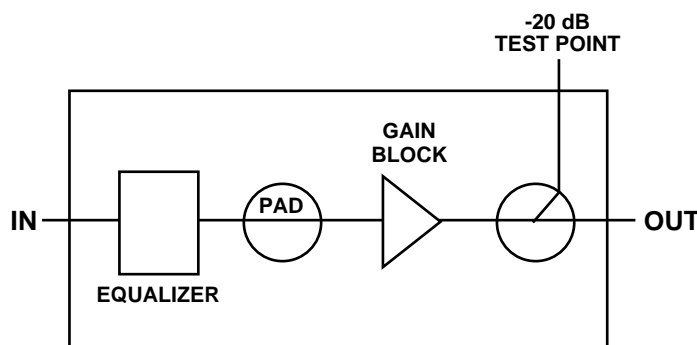 -20 dB
TEST POINT
GAIN
BLOCK
IN
PAD
OUT
EQUALIZER